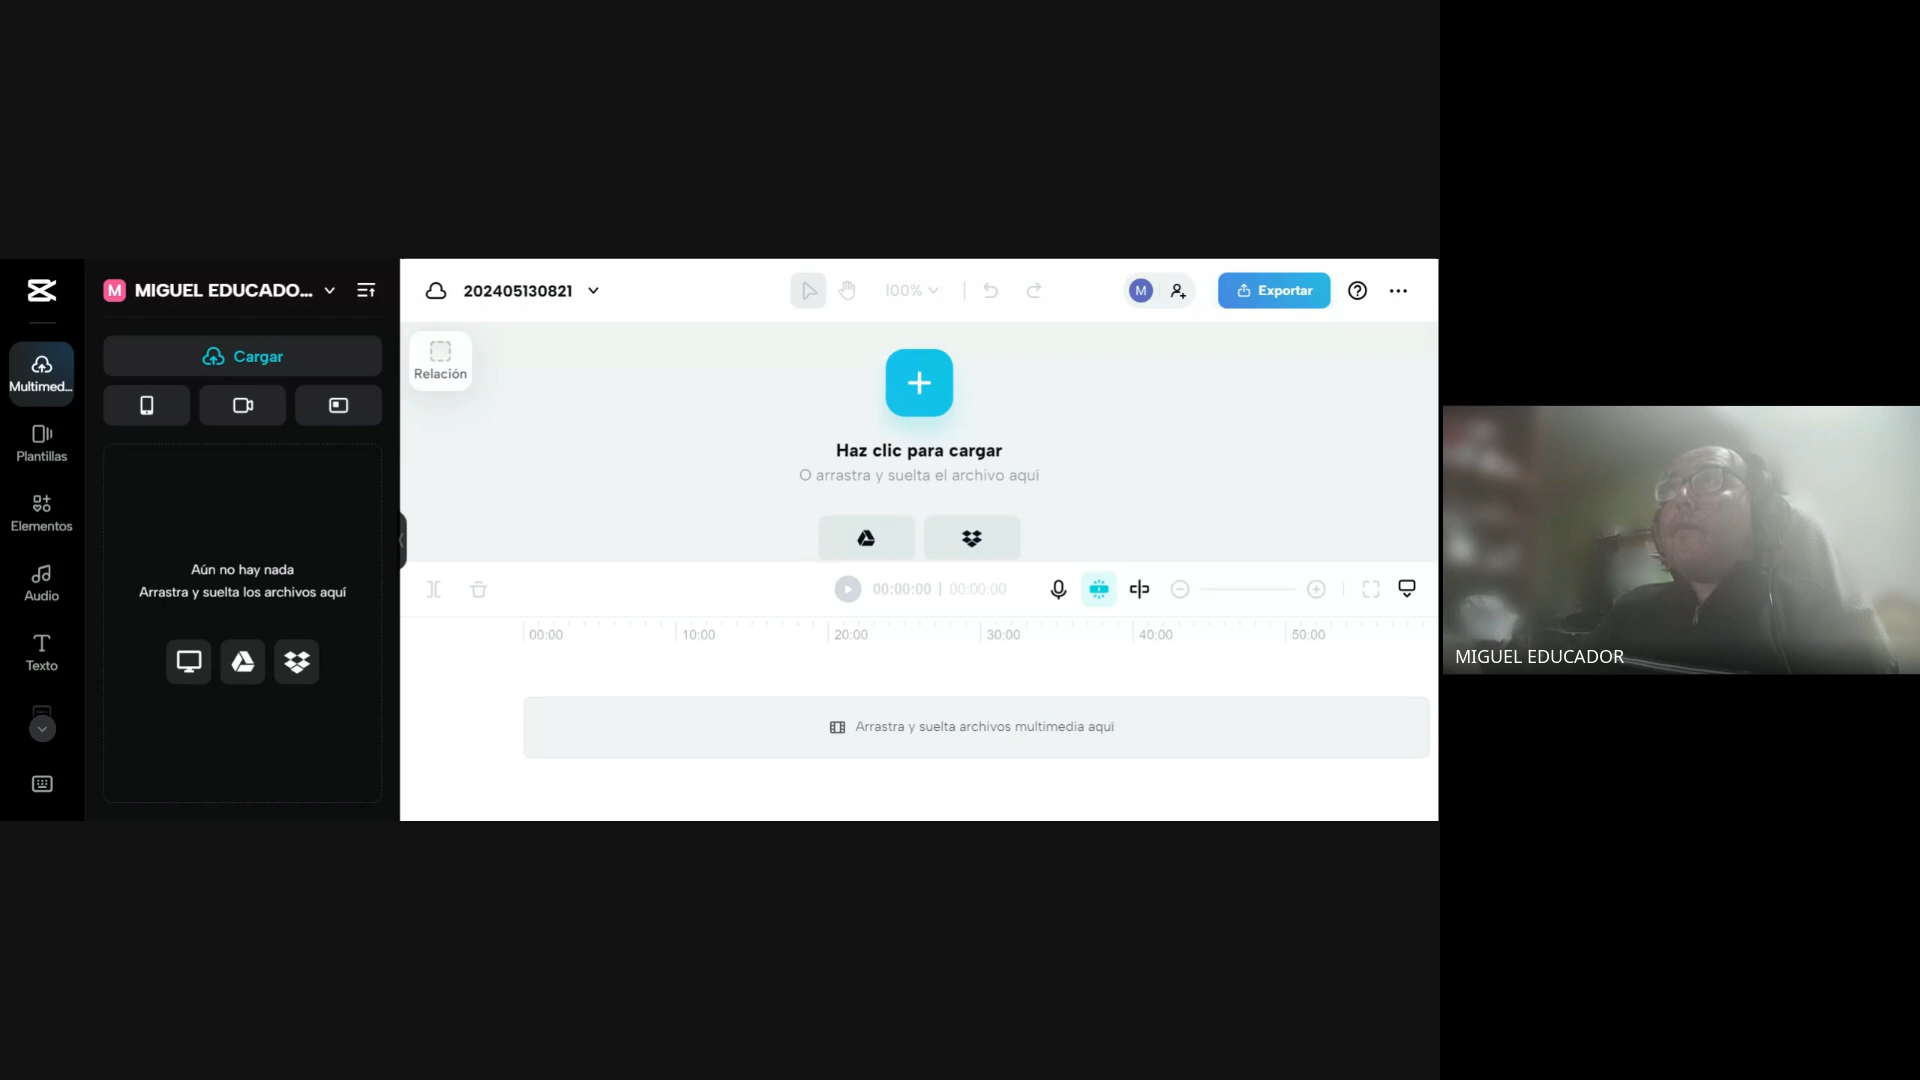 M MIGUEL EDUCADO...
Cargar
Multimed...
Plantillas
Elementos
Audio
Texto
Aún no hay nada
Arrastra y suelta los archivos aquí
202405130821
100%
M
Exportar
Relación
Haz clic para cargar
O arrastra y suelta el archivo aquí
00:00:00 | 00:00:00
00:00 10:00 20:00 30:00 40:00 50:00
Arrastra y suelta archivos multimedia aquí
MIGUEL EDUCADOR